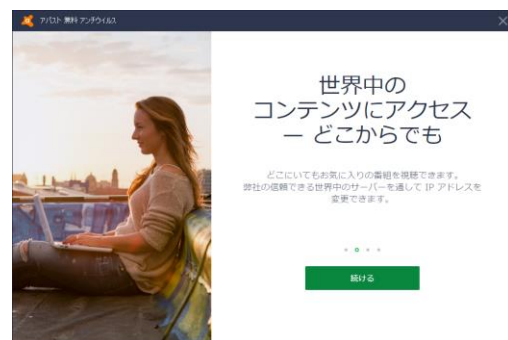 アバスト 無料 アンチウイルス
世界中の
コンテンツにアクセス
— どこからでも
どこにいてもお気に入りの番組を視聴できます。
弊社の信頼できる世界中のサーバーを通して IP アドレスを
変更できます。
続ける